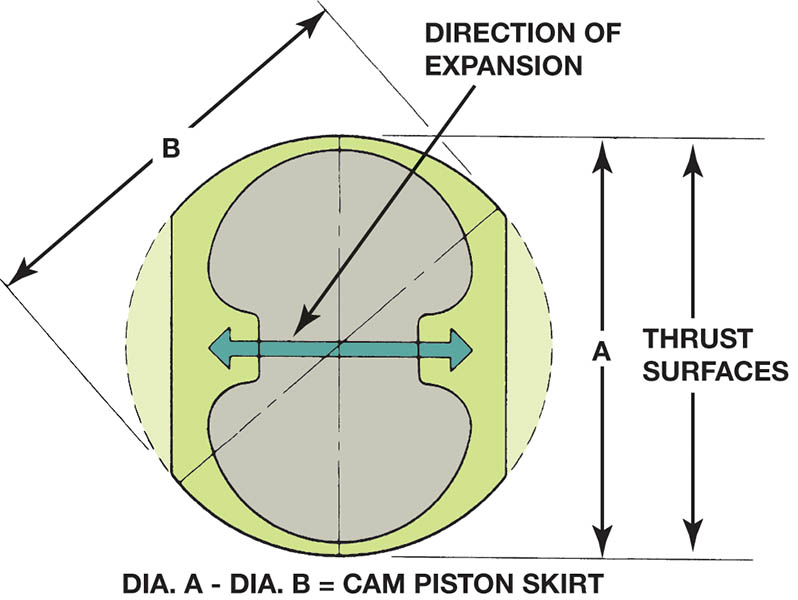 DIRECTION OF
EXPANSION
B
A
THRUST
SURFACES
DIA. A - DIA. B = CAM PISTON SKIRT